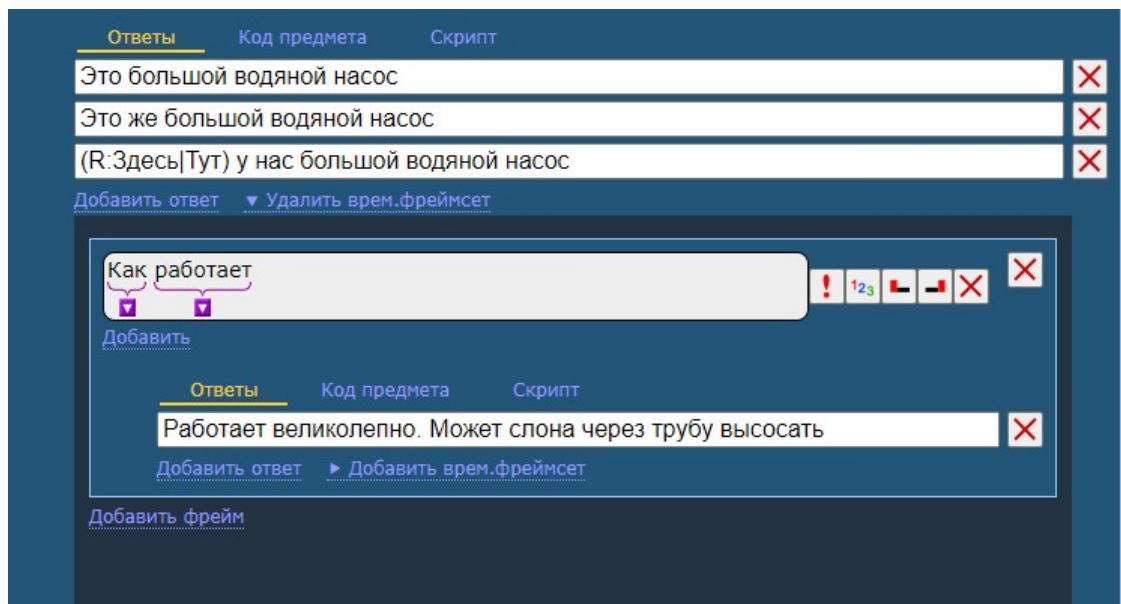 Ответы Код предмета Скрипт
Это большой водяной насос
Это же большой водяной насос
(R:Здесь|Тут) у нас большой водяной насос
Добавить ответ ▼ Удалить врем.фреймсет
Как работает
! 123
Добавить
Ответы Код предмета Скрипт
Работает великолепно. Может слона через трубу высосать
Добавить ответ ► Добавить врем.фреймсет
Добавить фрейм